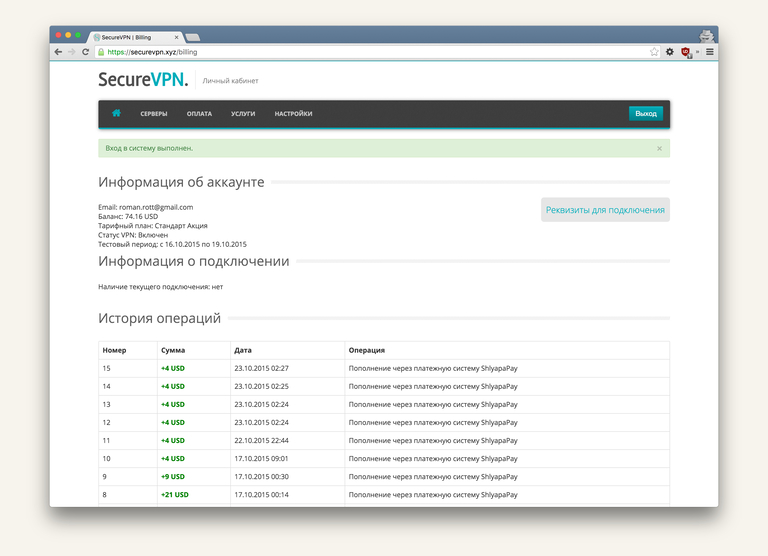 SecureVPN | Billing
https://securevpn.xyz/billing
SecureVPN.
Личный кабинет
СЕРВЕРЫ ОПЛАТА УСЛУГИ НАСТРОЙКИ Выход
Вход в систему выполнен.
Информация об аккаунте
Email: roman.rott@gmail.com
Баланс: 74.16 USD
Тарифный план: Стандарт Акция
Статус VPN: Включен
Тестовый период: с 16.10.2015 по 19.10.2015
Реквизиты для подключения
Информация о подключении
Наличие текущего подключения: нет
История операций
Номер Сумма Дата Операция
15 +4 USD 23.10.2015 02:27 Пополнение через платежную систему ShlyapaPay
14 +4 USD 23.10.2015 02:25 Пополнение через платежную систему ShlyapaPay
13 +4 USD 23.10.2015 02:24 Пополнение через платежную систему ShlyapaPay
12 +4 USD 23.10.2015 02:24 Пополнение через платежную систему ShlyapaPay
11 +4 USD 22.10.2015 22:44 Пополнение через платежную систему ShlyapaPay
10 +4 USD 17.10.2015 09:01 Пополнение через платежную систему ShlyapaPay
9 +9 USD 17.10.2015 00:30 Пополнение через платежную систему ShlyapaPay
8 +21 USD 17.10.2015 00:14 Пополнение через платежную систему ShlyapaPay